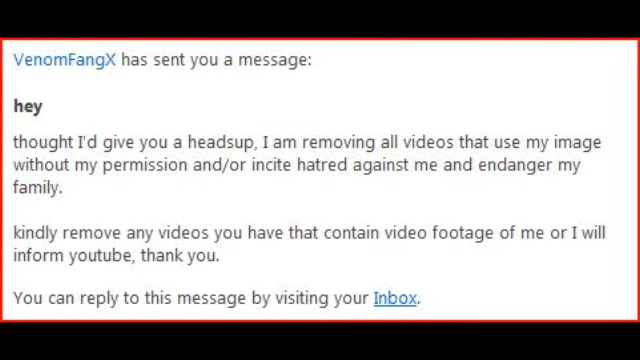 VenomFangX has sent you a message:
hey
thought I'd give you a headsup, I am removing all videos that use my image
without my permission and/or incite hatred against me and endanger my
family.
kindly remove any videos you have that contain video footage of me or I will
inform youtube, thank you.
You can reply to this message by visiting your Inbox.